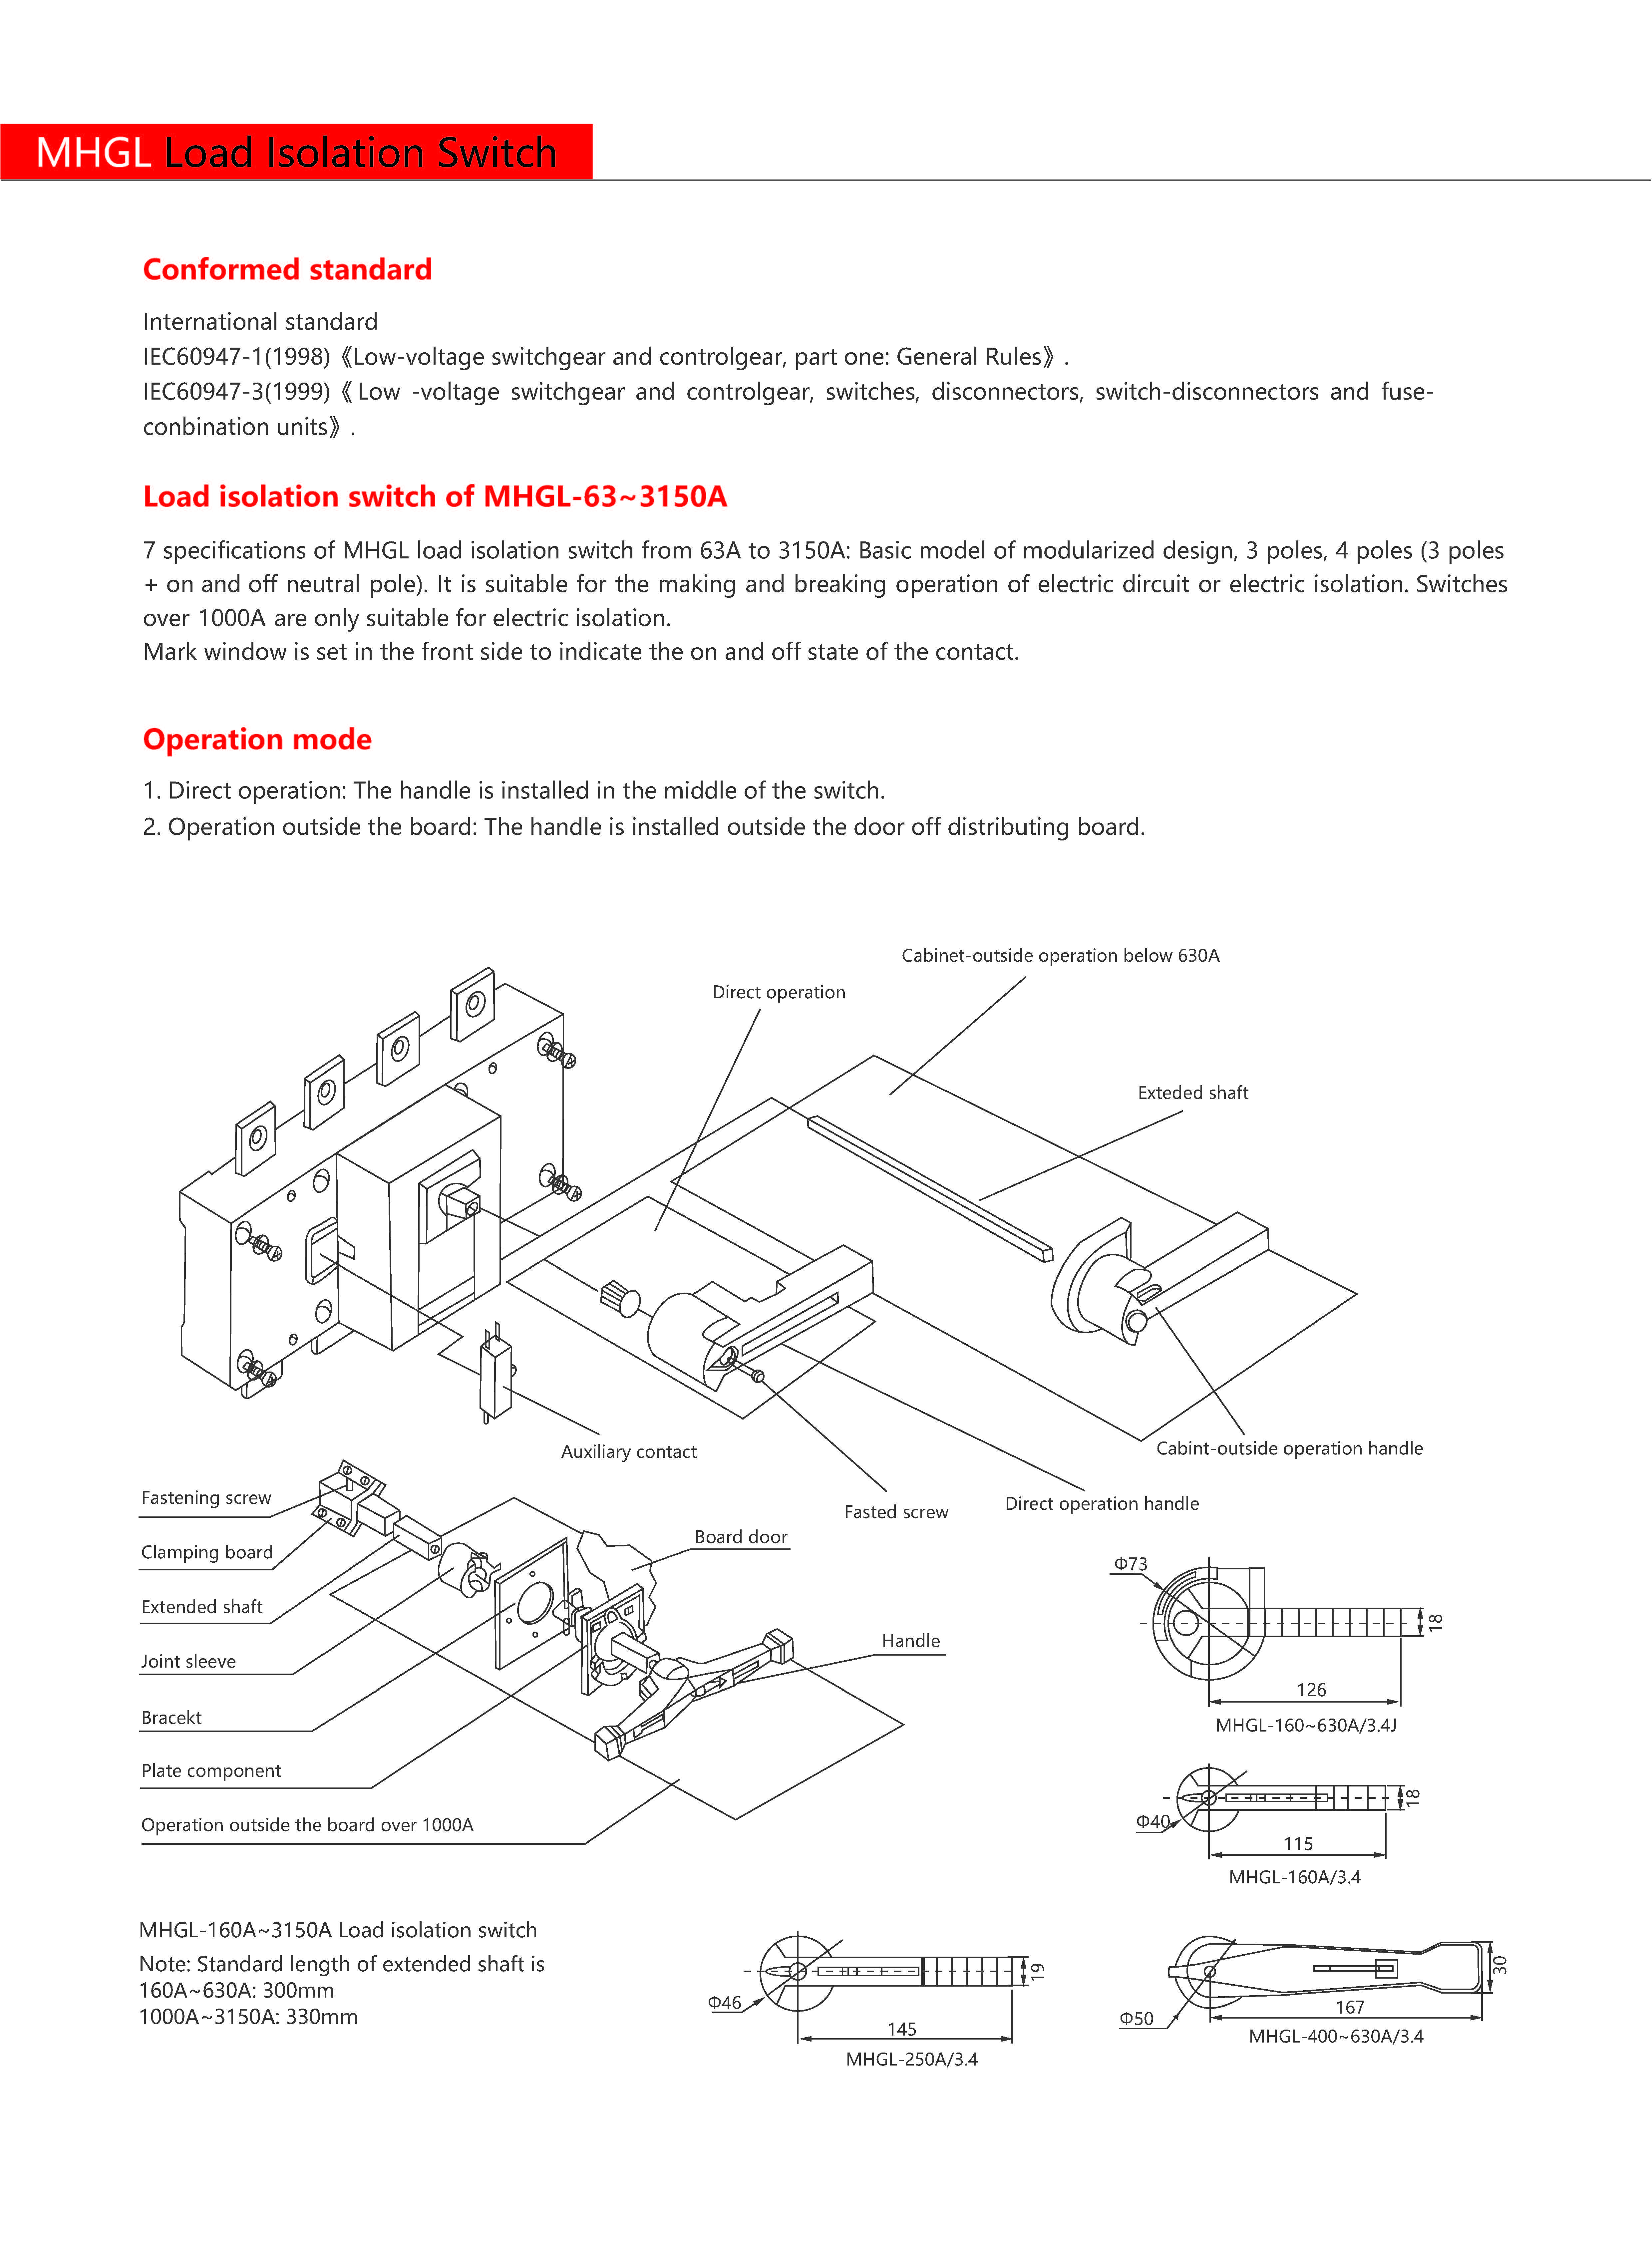 MHGL Load Isolation Switch
Conformed standard
International standard
IEC60947-1(1998)《Low-voltage switchgear and controlgear, part one: General Rules》.
IEC60947-3(1999)《Low -voltage switchgear and controlgear, switches, disconnectors, switch-disconnectors and fuse-
conbination units》.
Load isolation switch of MHGL-63~3150A
7 specifications of MHGL load isolation switch from 63A to 3150A: Basic model of modularized design, 3 poles, 4 poles (3 poles
+ on and off neutral pole). It is suitable for the making and breaking operation of electric dircuit or electric isolation. Switches
over 1000A are only suitable for electric isolation.
Mark window is set in the front side to indicate the on and off state of the contact.
Operation mode
1. Direct operation: The handle is installed in the middle of the switch.
2. Operation outside the board: The handle is installed outside the door off distributing board.
Cabinet-outside operation below 630A
Direct operation
Exteded shaft
Auxiliary contact
Cabint-outside operation handle
Fasted screw
Direct operation handle
Fastening screw
Clamping board
Extended shaft
Joint sleeve
Bracekt
Plate component
Operation outside the board over 1000A
Board door
Handle
Φ73
18
126
MHGL-160~630A/3.4J
Φ40
18
115
MHGL-160A/3.4
MHGL-160A~3150A Load isolation switch
Note: Standard length of extended shaft is
160A~630A: 300mm
1000A~3150A: 330mm
Φ46
19
145
MHGL-250A/3.4
Φ50
30
167
MHGL-400~630A/3.4